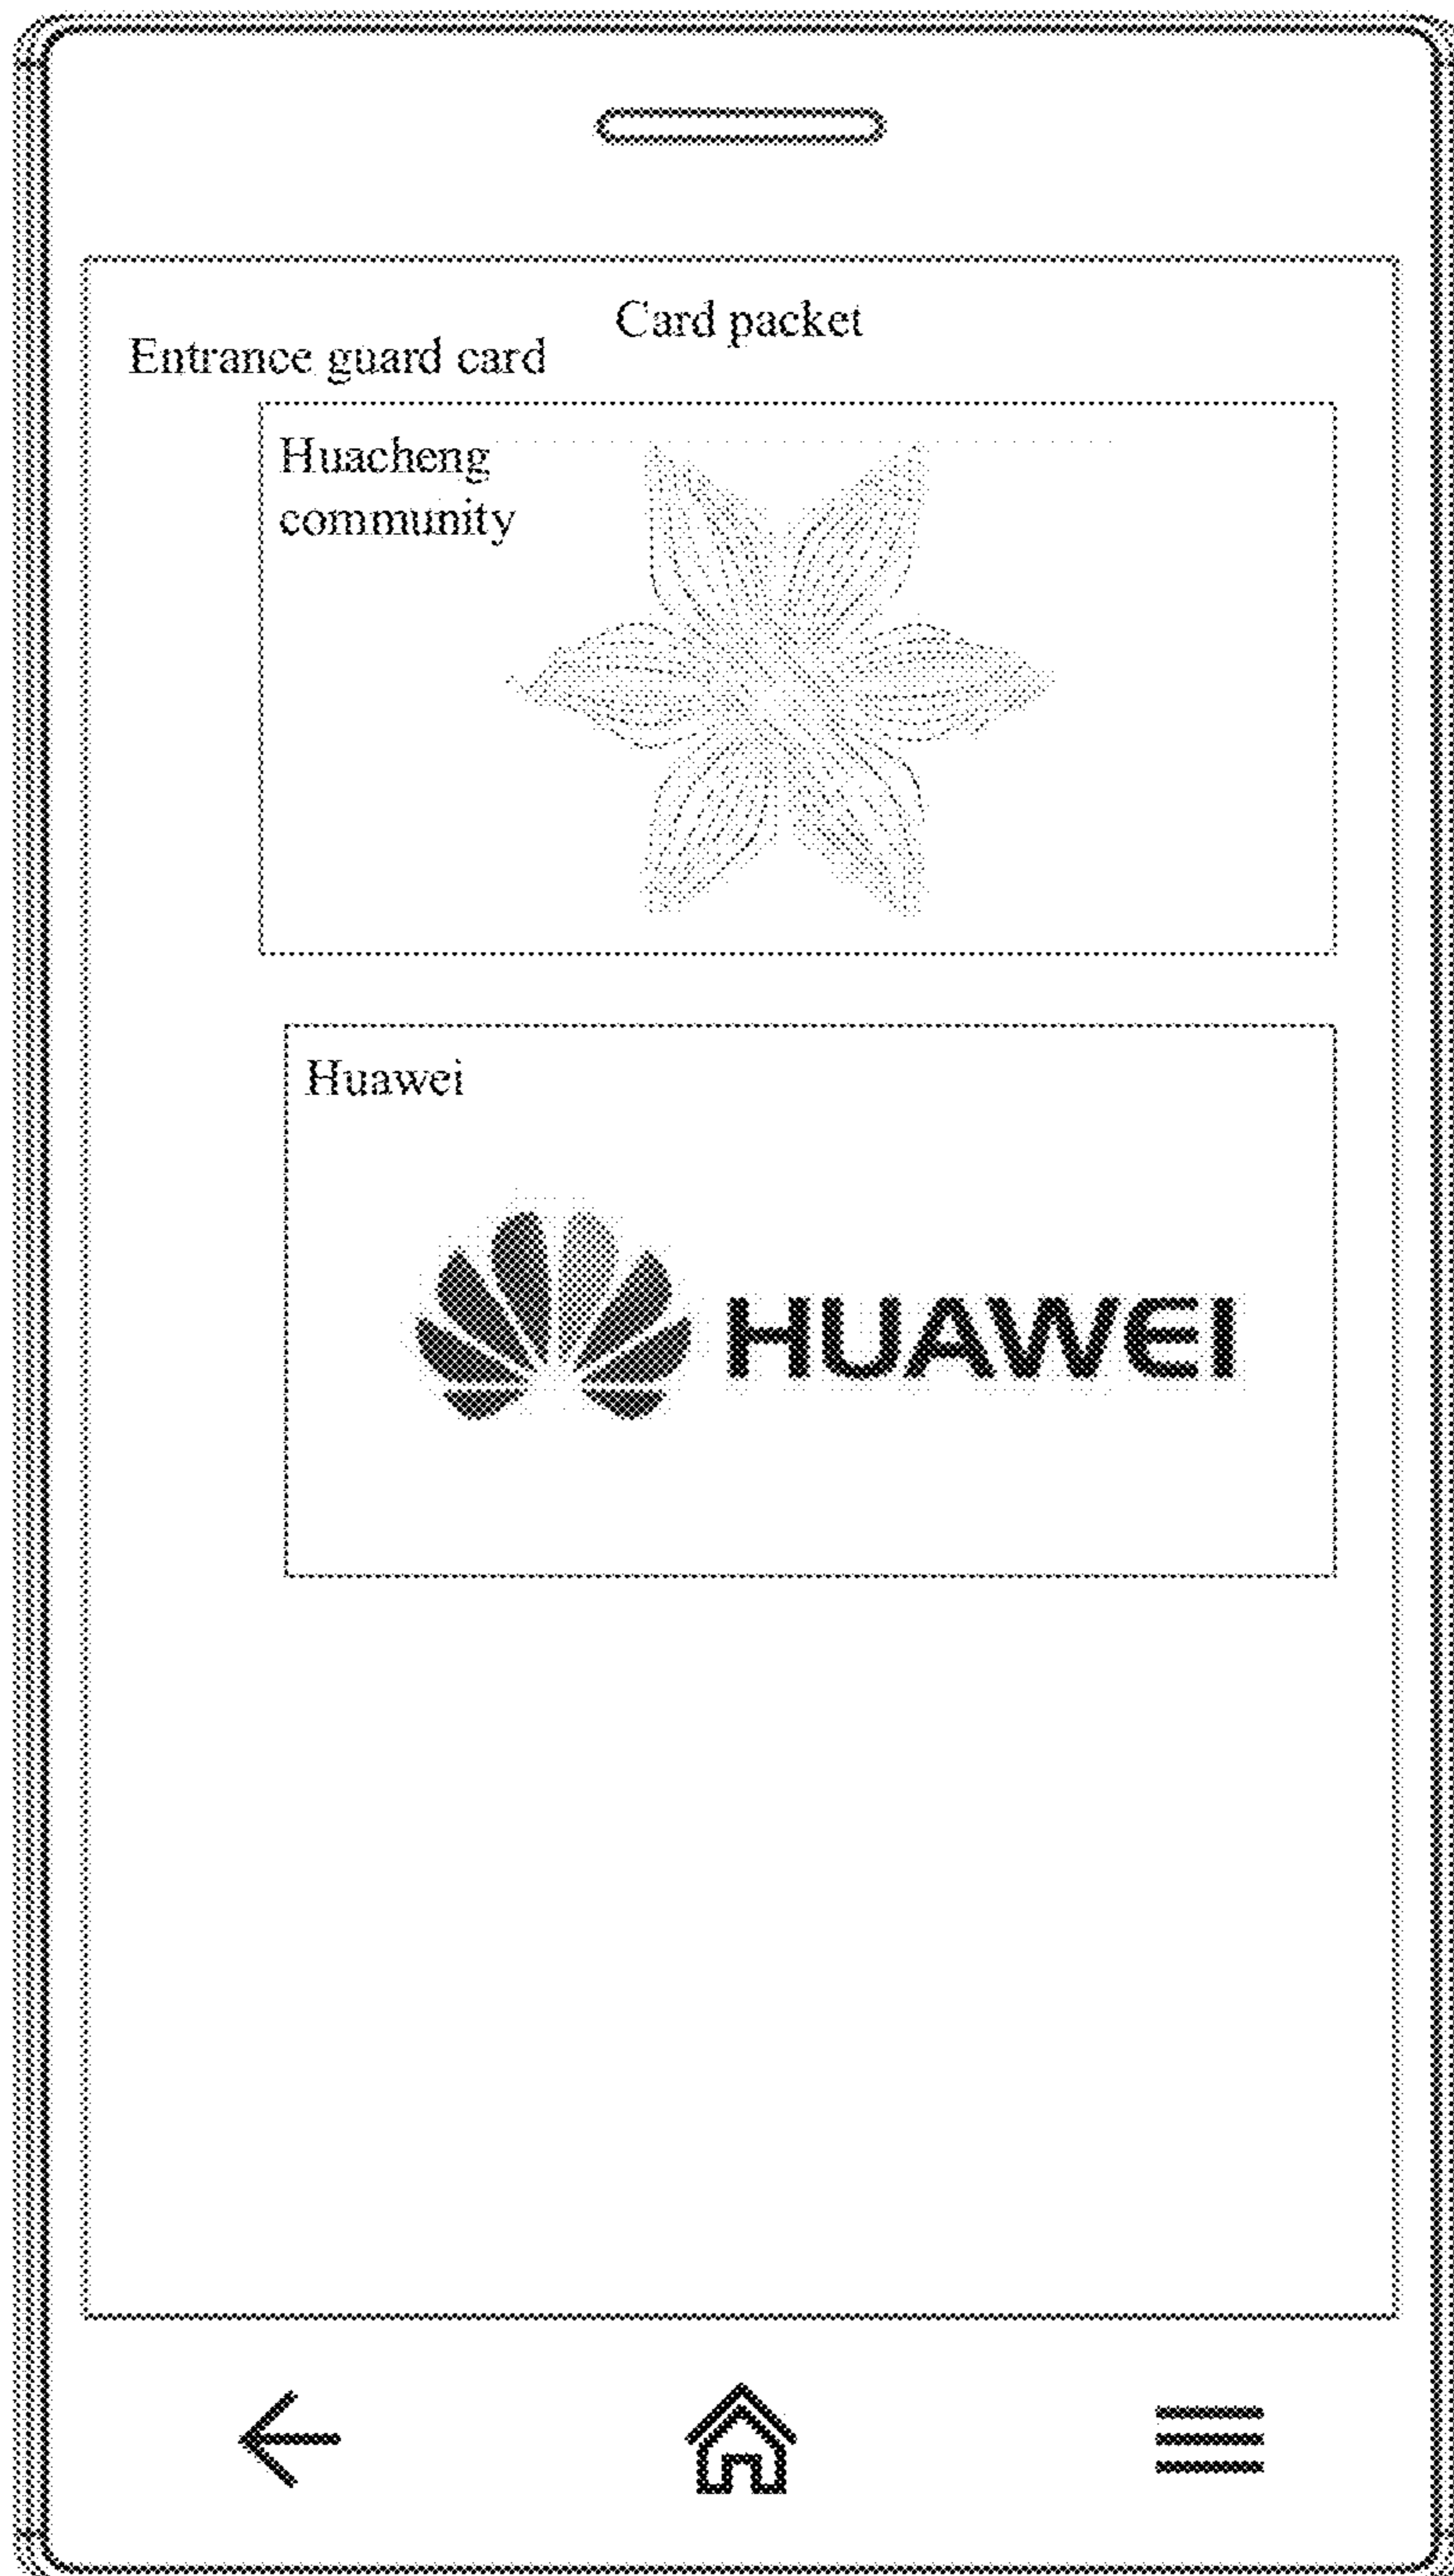 Card packet
Entrance guard card
Huacheng
community
Huawei
HUAWEI